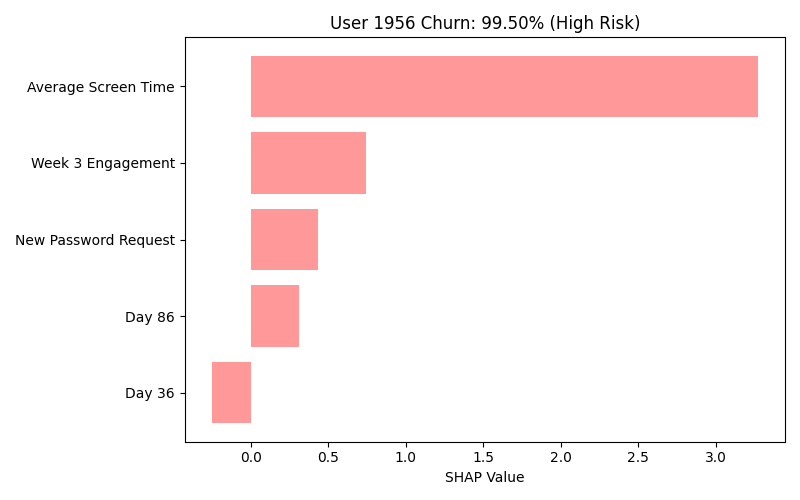 User 1956 Churn: 99.50% (High Risk)
Average Screen Time
Week 3 Engagement
New Password Request
Day 86
Day 36
0.0 0.5 1.0 1.5 2.0 2.5 3.0
SHAP Value